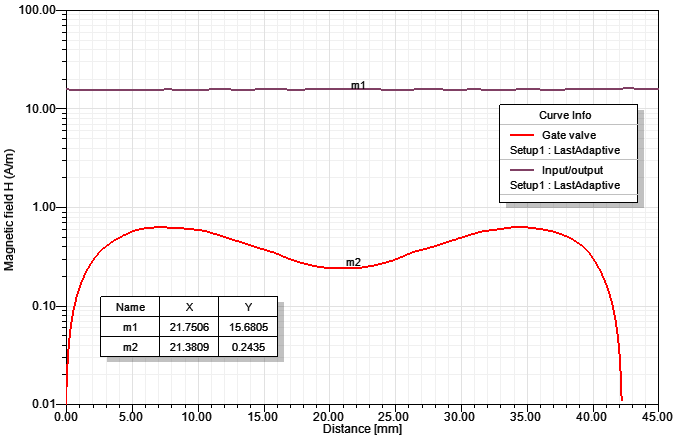 100.00
10.00
1.00
0.10
0.01
Magnetic field H (A/m)
m1
m2
Curve Info
Gate valve
Setup1 : LastAdaptive
Input/output
Setup1 : LastAdaptive
Name X Y
m1 21.7506 15.6805
m2 21.3809 0.2435
0.00 5.00 10.00 15.00 20.00 25.00 30.00 35.00 40.00 45.00
Distance [mm]